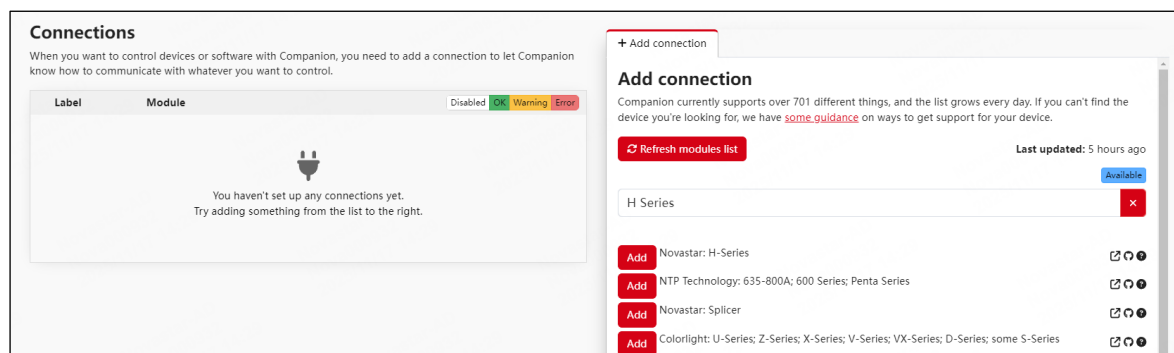 Connections
When you want to control devices or software with Companion, you need to add a connection to let Companion
know how to communicate with whatever you want to control.
Label Module Disabled OK Warning Error
You haven't set up any connections yet.
Try adding something from the list to the right.
+ Add connection
Add connection
Companion currently supports over 701 different things, and the list grows every day. If you can't find the
device you're looking for, we have some guidance on ways to get support for your device.
Refresh modules list Last updated: 5 hours ago
Available
H Series
Add Novastar: H-Series
Add NTP Technology: 635-800A; 600 Series; Penta Series
Add Novastar: Splicer
Add Colorlight: U-Series; Z-Series; X-Series; V-Series; VX-Series; D-Series; some S-Series